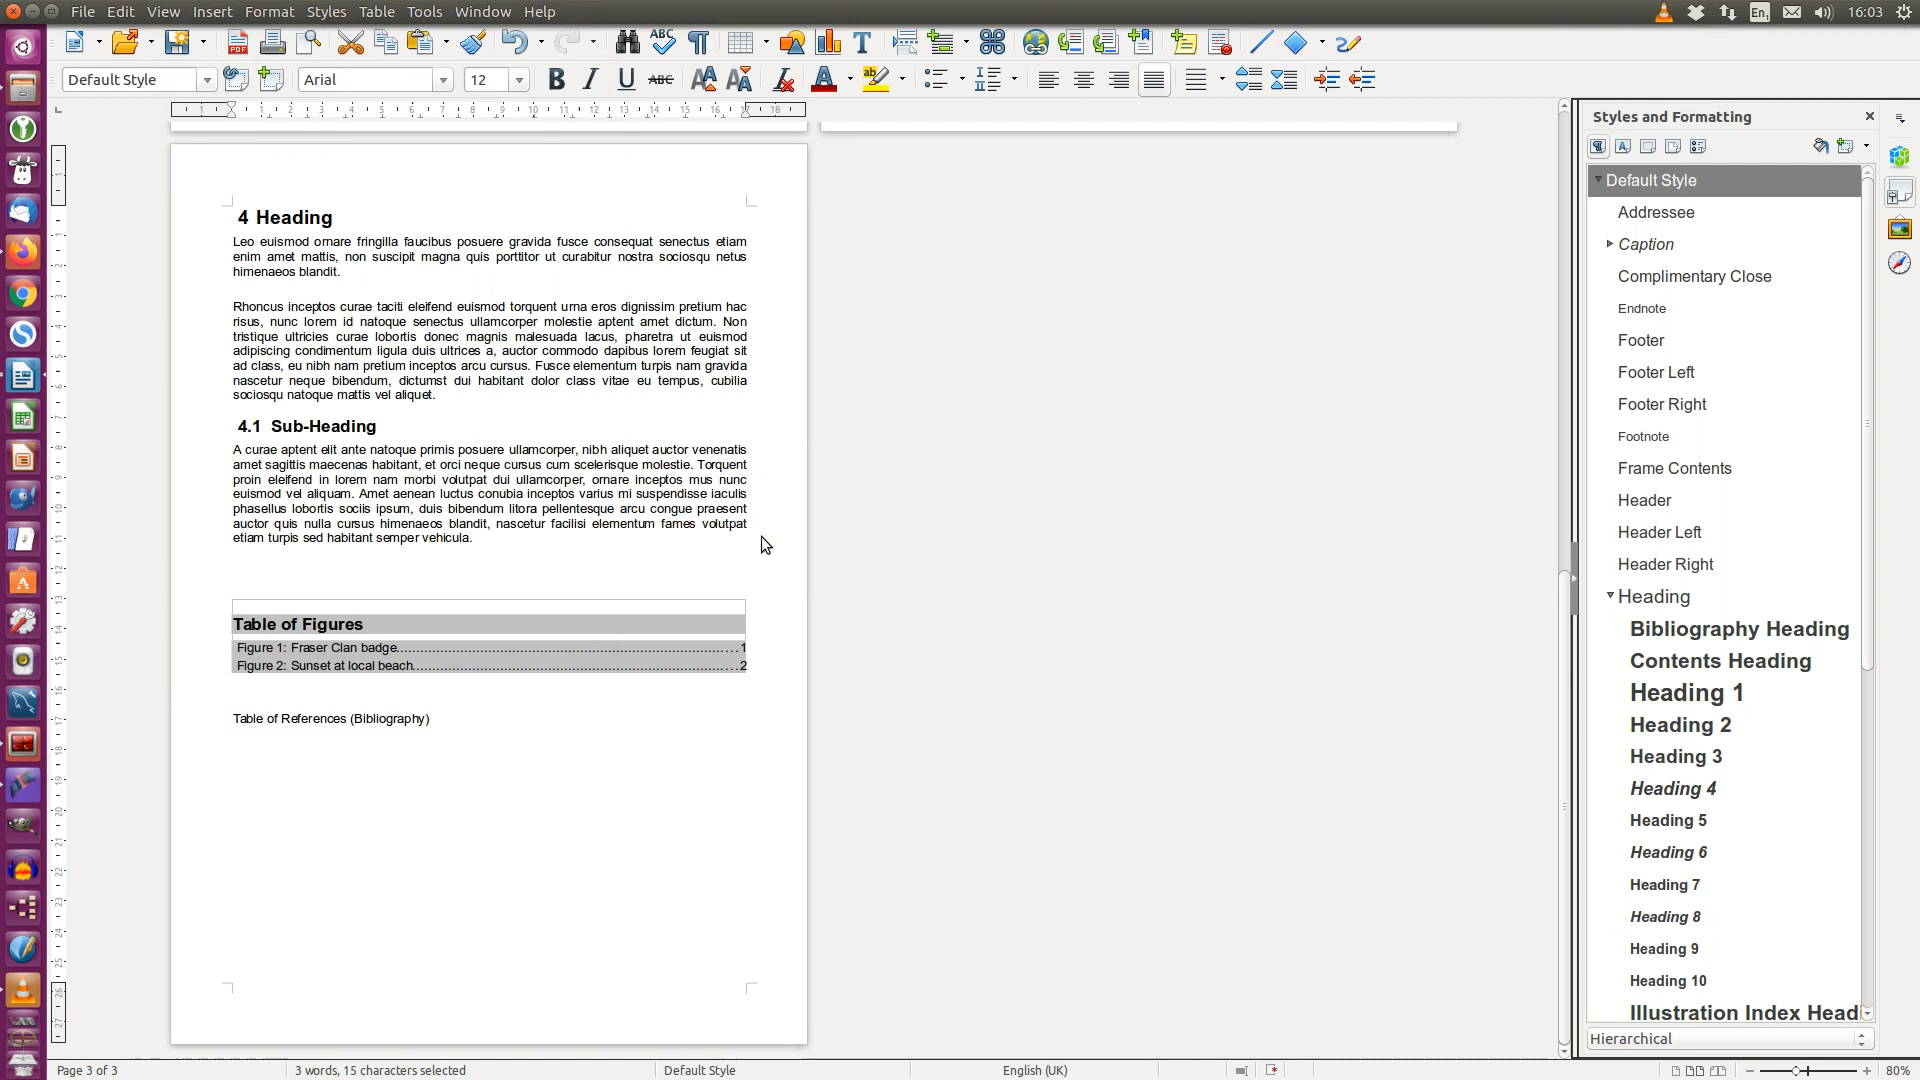 File Edit View Insert Format Styles Table Tools Window Help
En1 16:03
Default Style Arial 12
Styles and Formatting
Default Style
Addressee
Caption
Complimentary Close
Endnote
Footer
Footer Left
Footer Right
Footnote
Frame Contents
Header
Header Left
Header Right
Heading
Bibliography Heading
Contents Heading
Heading 1
Heading 2
Heading 3
Heading 4
Heading 5
Heading 6
Heading 7
Heading 8
Heading 9
Heading 10
Illustration Index Headi
Hierarchical
4 Heading
Leo euismod ornare fringilla faucibus posuere gravida fusce consequat senectus etiam
enim amet mattis, non suscipit magna quis porttitor ut curabitur nostra sociosqu netus
himenaeos blandit.
Rhoncus inceptos curae taciti eleifend euismod torquent urna eros dignissim pretium hac
risus, nunc lorem id natoque senectus ullamcorper molestie aptent amet dictum. Non
tristique ultricies curae lobortis donec magnis malesuada lacus, pharetra ut euismod
adipiscing condimentum ligula duis ultrices a, auctor commodo dapibus lorem feugiat sit
ad class, eu nibh nam pretium inceptos arcu cursus. Fusce elementum turpis nam gravida
nascetur neque bibendum, dictumst dui habitant dolor class vitae eu tempus, cubilia
sociosqu natoque mattis vel aliquet.
4.1 Sub-Heading
A curae aptent elit ante natoque primis posuere ullamcorper, nibh aliquet auctor venenatis
amet sagittis maecenas habitant, et orci neque cursus cum scelerisque molestie. Torquent
proin eleifend in lorem nam morbi volutpat dui ullamcorper, ornare inceptos mus nunc
euismod vel aliquam. Amet aenean luctus conubia inceptos varius mi suspendisse iaculis
phasellus lobortis sociis ipsum, duis bibendum litora pellentesque arcu congue praesent
auctor quis nulla cursus himenaeos blandit, nascetur facilisi elementum fames volutpat
etiam turpis sed habitant semper vehicula.
Table of Figures
Figure 1: Fraser Clan badge.....1
Figure 2: Sunset at local beach.....2
Table of References (Bibliography)
Page 3 of 3 3 words, 15 characters selected Default Style English (UK) 80%